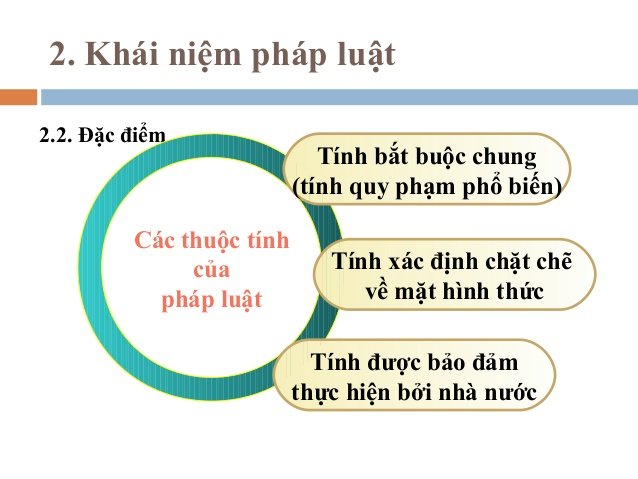 2. Khái niệm pháp luật
2.2. Đặc điểm
Tính bắt buộc chung
(tính quy phạm phổ biến)
Các thuộc tính
của
pháp luật
Tính xác định chặt chẽ
về mặt hình thức
Tính được bảo đảm
thực hiện bởi nhà nước